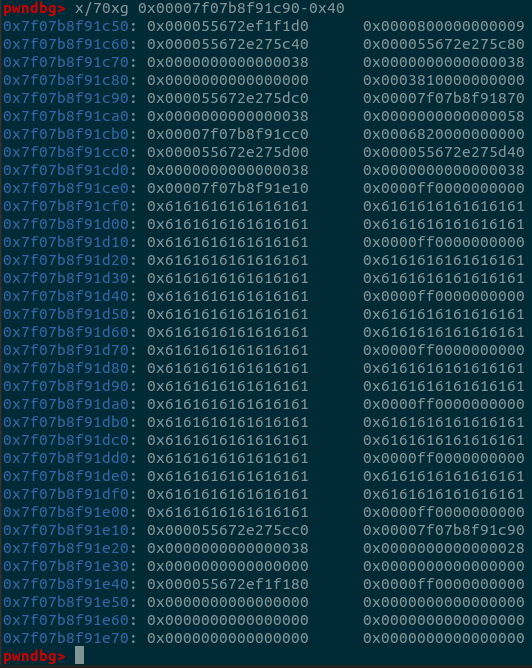 pwndbg> x/70xg 0x00007f07b8f91c90-0x40
0x7f07b8f91c50: 0x000055672ef1f1d0 0x0000800000000009
0x7f07b8f91c60: 0x000055672e275c40 0x000055672e275c80
0x7f07b8f91c70: 0x0000000000000038 0x0000000000000038
0x7f07b8f91c80: 0x0000000000000000 0x0003810000000000
0x7f07b8f91c90: 0x000055672e275dc0 0x00007f07b8f91870
0x7f07b8f91ca0: 0x0000000000000038 0x0000000000000058
0x7f07b8f91cb0: 0x00007f07b8f91cc0 0x0006820000000000
0x7f07b8f91cc0: 0x000055672e275d00 0x000055672e275d40
0x7f07b8f91cd0: 0x0000000000000038 0x0000000000000038
0x7f07b8f91ce0: 0x00007f07b8f91e10 0x0000ff0000000000
0x7f07b8f91cf0: 0x6161616161616161 0x6161616161616161
0x7f07b8f91d00: 0x6161616161616161 0x6161616161616161
0x7f07b8f91d10: 0x6161616161616161 0x0000ff0000000000
0x7f07b8f91d20: 0x6161616161616161 0x6161616161616161
0x7f07b8f91d30: 0x6161616161616161 0x6161616161616161
0x7f07b8f91d40: 0x6161616161616161 0x0000ff0000000000
0x7f07b8f91d50: 0x6161616161616161 0x6161616161616161
0x7f07b8f91d60: 0x6161616161616161 0x6161616161616161
0x7f07b8f91d70: 0x6161616161616161 0x0000ff0000000000
0x7f07b8f91d80: 0x6161616161616161 0x6161616161616161
0x7f07b8f91d90: 0x6161616161616161 0x6161616161616161
0x7f07b8f91da0: 0x6161616161616161 0x0000ff0000000000
0x7f07b8f91db0: 0x6161616161616161 0x6161616161616161
0x7f07b8f91dc0: 0x6161616161616161 0x6161616161616161
0x7f07b8f91dd0: 0x6161616161616161 0x0000ff0000000000
0x7f07b8f91de0: 0x6161616161616161 0x6161616161616161
0x7f07b8f91df0: 0x6161616161616161 0x6161616161616161
0x7f07b8f91e00: 0x6161616161616161 0x0000ff0000000000
0x7f07b8f91e10: 0x000055672e275cc0 0x00007f07b8f91c90
0x7f07b8f91e20: 0x0000000000000038 0x0000000000000028
0x7f07b8f91e30: 0x0000000000000000 0x0000000000000000
0x7f07b8f91e40: 0x000055672ef1f180 0x0000ff0000000000
0x7f07b8f91e50: 0x0000000000000000 0x0000000000000000
0x7f07b8f91e60: 0x0000000000000000 0x0000000000000000
0x7f07b8f91e70: 0x0000000000000000 0x0000000000000000
pwndbg>